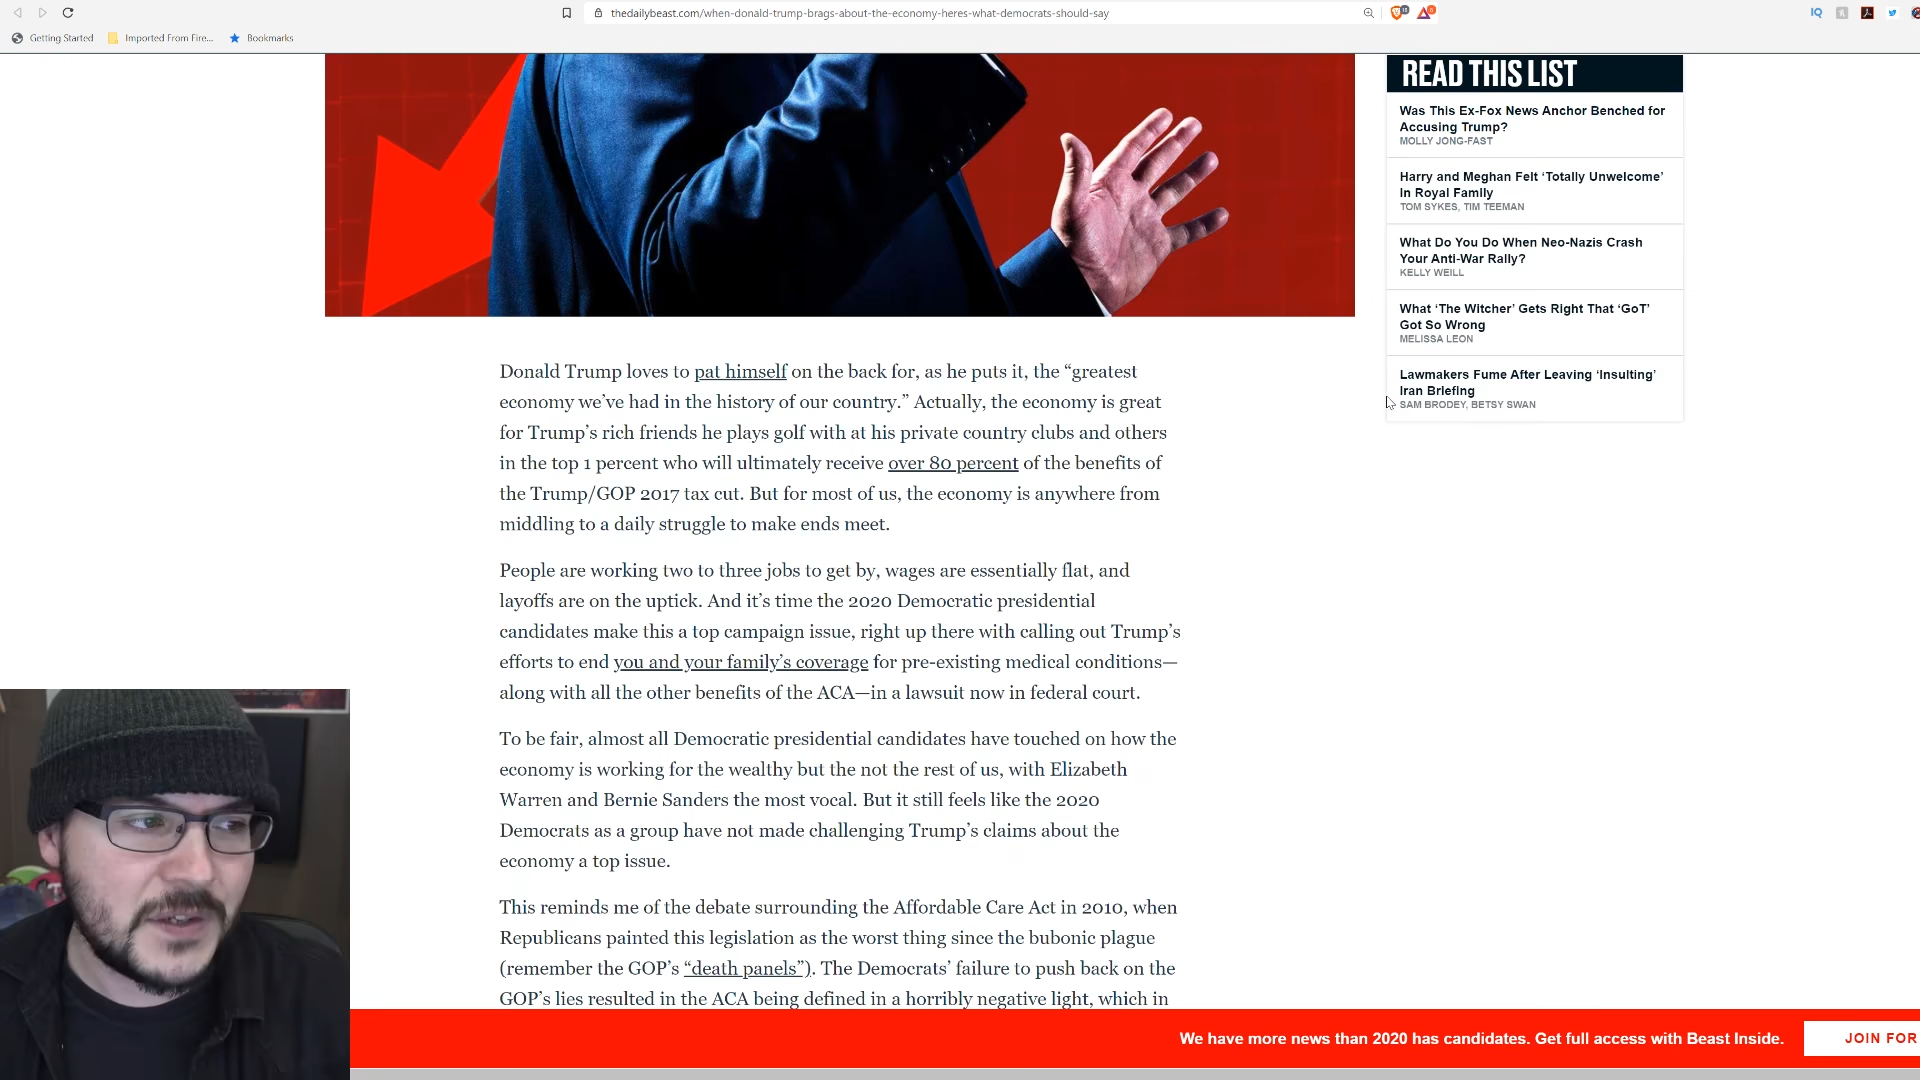 thedailybeast.com/when-donald-trump-brags-about-the-economy-heres-what-democrats-should-say
IQ
Getting Started
Imported From Fire...
Bookmarks
READ THIS LIST
Was This Ex-Fox News Anchor Benched for
Accusing Trump?
MOLLY JONG-FAST
Harry and Meghan Felt ‘Totally Unwelcome’
in Royal Family
TOM SYKES, TIM TEEMAN
What Do You Do When Neo-Nazis Crash
Your Anti-War Rally?
KELLY WEILL
What ‘The Witcher’ Gets Right That ‘GoT’
Got So Wrong
MELISSA LEON
Lawmakers Fume After Leaving ‘Insulting’
Iran Briefing
SAM BRODEY, BETSY SWAN
Donald Trump loves to pat himself on the back for, as he puts it, the “greatest
economy we’ve had in the history of our country.” Actually, the economy is great
for Trump’s rich friends he plays golf with at his private country clubs and others
in the top 1 percent who will ultimately receive over 80 percent of the benefits of
the Trump/GOP 2017 tax cut. But for most of us, the economy is anywhere from
middling to a daily struggle to make ends meet.
People are working two to three jobs to get by, wages are essentially flat, and
layoffs are on the uptick. And it’s time the 2020 Democratic presidential
candidates make this a top campaign issue, right up there with calling out Trump’s
efforts to end you and your family’s coverage for pre-existing medical conditions—
along with all the other benefits of the ACA—in a lawsuit now in federal court.
To be fair, almost all Democratic presidential candidates have touched on how the
economy is working for the wealthy but the not the rest of us, with Elizabeth
Warren and Bernie Sanders the most vocal. But it still feels like the 2020
Democrats as a group have not made challenging Trump’s claims about the
economy a top issue.
This reminds me of the debate surrounding the Affordable Care Act in 2010, when
Republicans painted this legislation as the worst thing since the bubonic plague
(remember the GOP’s “death panels”). The Democrats’ failure to push back on the
GOP’s lies resulted in the ACA being defined in a horribly negative light, which in
We have more news than 2020 has candidates. Get full access with Beast Inside.
JOIN FOR